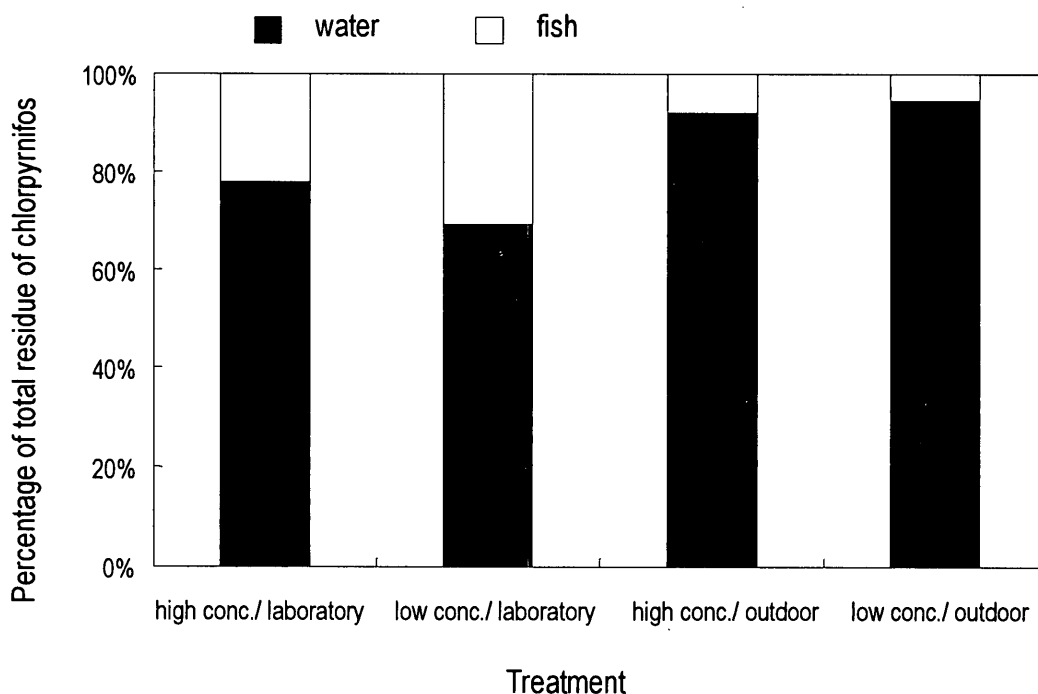 water fish
Percentage of total residue of chlorpyrnifos
100%
80%
60%
40%
20%
0%
high conc./ laboratory low conc./ laboratory high conc./ outdoor low conc./ outdoor
Treatment